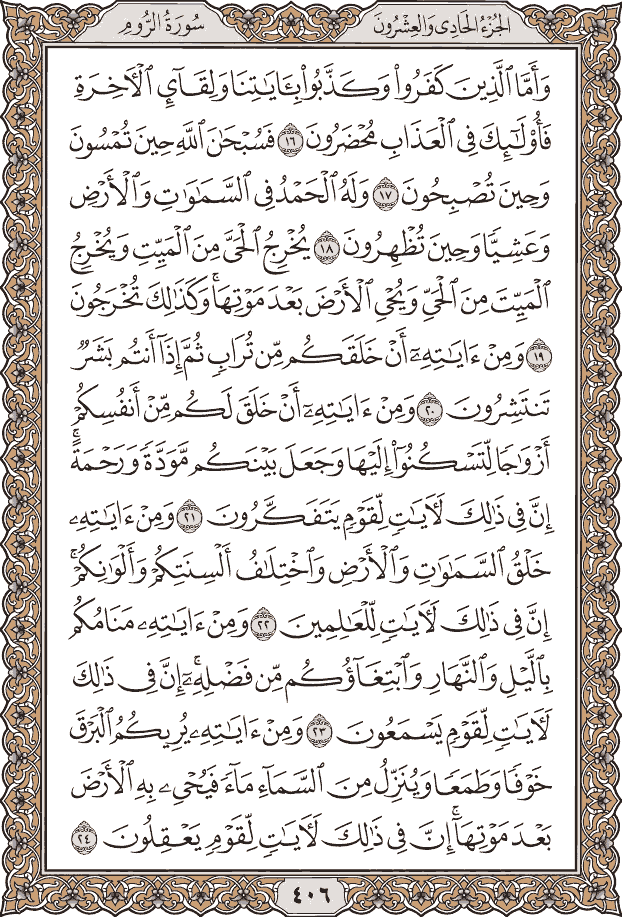 الجُزْءُ الحَادِي وَالعِشْرُونَ
سُورَةُ الرُّومِ
وَأَمَّا ٱلَّذِينَ كَفَرُواْ وَكَذَّبُواْ بِـَٔايَٰتِنَا وَلِقَآيِٕ ٱلْأٓخِرَةِ
فَأُوْلَٰٓئِكَ فِى ٱلْعَذَابِ مُحْضَرُونَ ١٦ فَسُبْحَٰنَ ٱللَّهِ حِينَ تُمْسُونَ
وَحِينَ تُصْبِحُونَ ١٧ وَلَهُ ٱلْحَمْدُ فِى ٱلسَّمَٰوَٰتِ وَٱلْأَرْضِ
وَعَشِيًّا وَحِينَ تُظْهِرُونَ ١٨ يُخْرِجُ ٱلْحَىَّ مِنَ ٱلْمَيِّتِ وَيُخْرِجُ
ٱلْمَيِّتَ مِنَ ٱلْحَىِّ وَيُحْىِ ٱلْأَرْضَ بَعْدَ مَوْتِهَا ۚ وَكَذَٰلِكَ تُخْرَجُونَ
١٩ وَمِنْ ءَايَٰتِهِۦٓ أَنْ خَلَقَكُم مِّن تُرَابٍ ثُمَّ إِذَآ أَنتُم بَشَرٌ
تَنتَشِرُونَ ٢٠ وَمِنْ ءَايَٰتِهِۦٓ أَنْ خَلَقَ لَكُم مِّنْ أَنفُسِكُمْ
أَزْوَٰجًا لِّتَسْكُنُوٓاْ إِلَيْهَا وَجَعَلَ بَيْنَكُم مَّوَدَّةً وَرَحْمَةً ۚ
إِنَّ فِى ذَٰلِكَ لَأٓيَٰتٍ لِّقَوْمٍ يَتَفَكَّرُونَ ٢١ وَمِنْ ءَايَٰتِهِۦ
خَلْقُ ٱلسَّمَٰوَٰتِ وَٱلْأَرْضِ وَٱخْتِلَٰفُ أَلْسِنَتِكُمْ وَأَلْوَٰنِكُمْ ۚ
إِنَّ فِى ذَٰلِكَ لَأٓيَٰتٍ لِّلْعَٰلِمِينَ ٢٢ وَمِنْ ءَايَٰتِهِۦ مَنَامُكُم
بِٱلَّيْلِ وَٱلنَّهَارِ وَٱبْتِغَآؤُكُم مِّن فَضْلِهِۦٓ ۚ إِنَّ فِى ذَٰلِكَ
لَأٓيَٰتٍ لِّقَوْمٍ يَسْمَعُونَ ٢٣ وَمِنْ ءَايَٰتِهِۦ يُرِيكُمُ ٱلْبَرْقَ
خَوْفًا وَطَمَعًا وَيُنَزِّلُ مِنَ ٱلسَّمَآءِ مَآءً فَيُحْىِۦ بِهِ ٱلْأَرْضَ
بَعْدَ مَوْتِهَآ ۚ إِنَّ فِى ذَٰلِكَ لَأٓيَٰتٍ لِّقَوْمٍ يَعْقِلُونَ ٢٤
٤٠٦